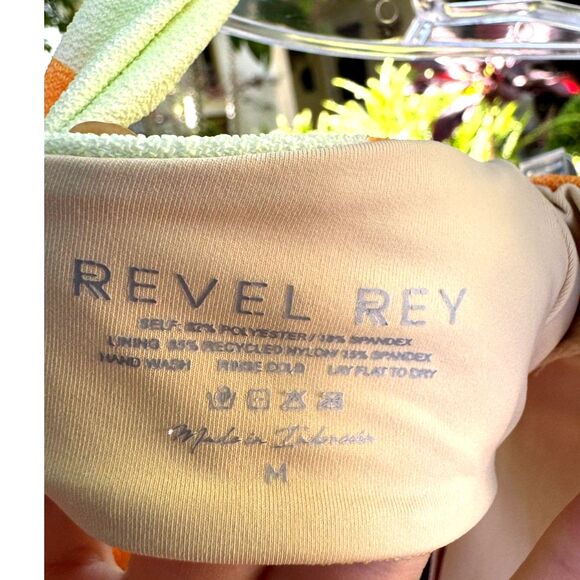 REVEL REY
SELF: 82% POLYESTER / 18% SPANDEX
LINING: 85% RECYCLED NYLON / 15% SPANDEX
HAND WASH RINSE COLD LAY FLAT TO DRY
Made in Indonesia
M